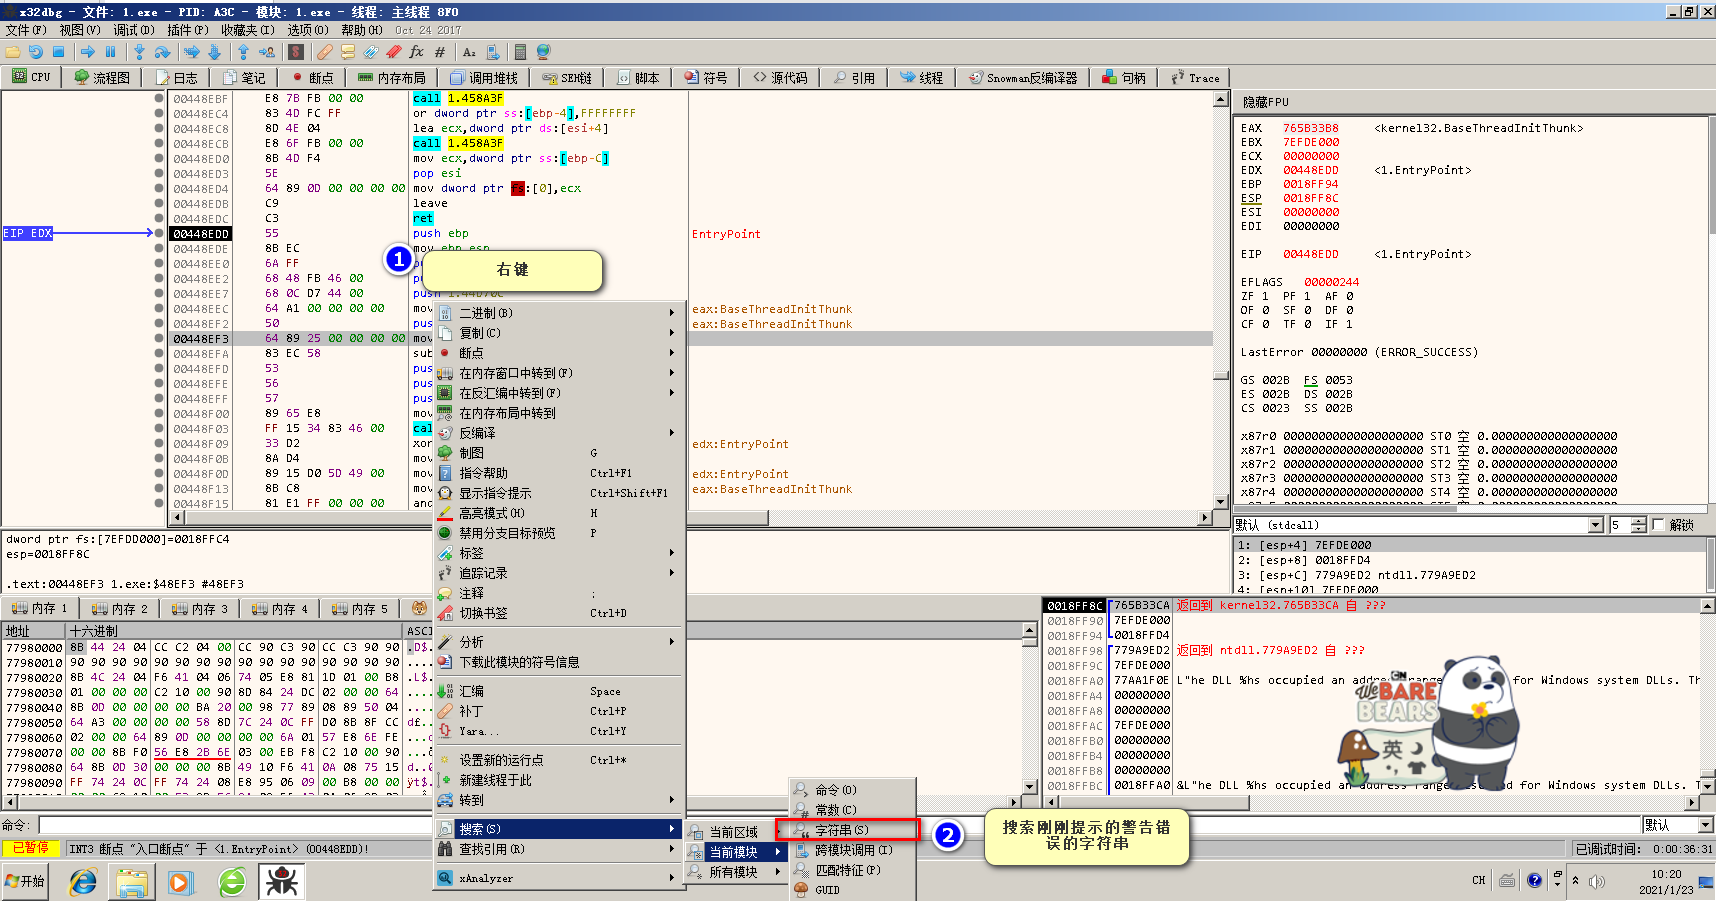 x32dbg - 文件: 1.exe - PID: A3C - 模块: 1.exe - 线程: 主线程 8F0
文件(F) 视图(V) 调试(D) 插件(P) 收藏夹(I) 选项(O) 帮助(H) Oct 24 2017
CPU 流程图 日志 笔记 断点 内存布局 调用堆栈 SEH链 脚本 符号 源代码 引用 线程 Snowman反编译器 句柄 Trace
00448EBF E8 7B FB 00 00 call 1.458A3F
00448EC4 83 4D FC FF or dword ptr ss:[ebp-4],FFFFFFFF
00448EC8 8D 4E 04 lea ecx,dword ptr ds:[esi+4]
00448ECB E8 6F FB 00 00 call 1.458A3F
00448ED0 8B 4D F4 mov ecx,dword ptr ss:[ebp-C]
00448ED3 5E pop esi
00448ED4 64 89 0D 00 00 00 00 mov dword ptr fs:[0],ecx
00448EDB C9 leave
00448EDC C3 ret
EIP EDX 00448EDD 55 push ebp EntryPoint
00448EDE 8B EC mov ebp,esp
00448EE0 6A FF
00448EE2 68 48 FB 46 00
00448EE7 68 0C D7 44 00 push 1.44D70C
00448EEC 64 A1 00 00 00 00 mov eax:BaseThreadInitThunk
00448EF2 50 pus eax:BaseThreadInitThunk
00448EF3 64 89 25 00 00 00 00 mov
00448EFA 83 EC 58 sub
00448EFD 53 pus
00448EFE 56 pus
00448EFF 57 pus
00448F00 89 65 E8 mov
00448F03 FF 15 34 83 46 00 cal
00448F09 33 D2 xor edx:EntryPoint
00448F0B 8A D4 mov
00448F0D 89 15 D0 5D 49 00 mov edx:EntryPoint
00448F13 8B C8 mov eax:BaseThreadInitThunk
00448F15 81 E1 FF 00 00 00 and
1
右键
二进制(B)
复制(C)
断点
在内存窗口中转到(F)
在反汇编中转到(F)
在内存布局中转到
反编译
制图 G
指令帮助 Ctrl+F1
显示指令提示 Ctrl+Shift+F1
高亮模式(H) H
禁用分支目标预览 P
标签
追踪记录
注释 ;
切换书签 Ctrl+D
分析
下载此模块的符号信息
汇编 Space
补丁 Ctrl+P
Yara... Ctrl+Y
设置新的运行点 Ctrl+*
新建线程于此
转到
搜索(S)
查找引用(R)
xAnalyzer
当前区域
当前模块
所有模块
命令(O)
常数(C)
字符串(S)
跨模块调用(I)
匹配特征(P)
GUID
2
搜索刚刚提示的警告错
误的字符串
隐藏FPU
EAX 765B33B8 <kernel32.BaseThreadInitThunk>
EBX 7EFDE000
ECX 00000000
EDX 00448EDD <1.EntryPoint>
EBP 0018FF94
ESP 0018FF8C
ESI 00000000
EDI 00000000
EIP 00448EDD <1.EntryPoint>
EFLAGS 00000244
ZF 1 PF 1 AF 0
OF 0 SF 0 DF 0
CF 0 TF 0 IF 1
LastError 00000000 (ERROR_SUCCESS)
GS 002B FS 0053
ES 002B DS 002B
CS 0023 SS 002B
x87r0 00000000000000000000 ST0 空 0.000000000000000000
x87r1 00000000000000000000 ST1 空 0.000000000000000000
x87r2 00000000000000000000 ST2 空 0.000000000000000000
x87r3 00000000000000000000 ST3 空 0.000000000000000000
x87r4 00000000000000000000 ST4 空 0.000000000000000000
默认 (stdcall) 5 解锁
1: [esp+4] 7EFDE000
2: [esp+8] 0018FFD4
3: [esp+C] 779A9ED2 ntdll.779A9ED2
4: [esp+10] 7EFDE000
dword ptr fs:[7EFDD000]=0018FFC4
esp=0018FF8C
.text:00448EF3 1.exe:$48EF3 #48EF3
内存 1 内存 2 内存 3 内存 4 内存 5
地址 十六进制 ASCI
77980000 8B 44 24 04 CC C2 04 00 CC 90 C3 90 CC C3 90 90 .D$.
77980010 90 90 90 90 90 90 90 90 90 90 90 90 90 90 90 90 ....
77980020 8B 4C 24 04 F6 41 04 06 74 05 E8 81 1D 01 00 B8 .L$.
77980030 01 00 00 00 C2 10 00 90 8D 84 24 DC 02 00 00 64 ....
77980040 8B 0D 00 00 00 00 BA 20 00 98 77 89 08 89 50 04 ....
77980050 64 A3 00 00 00 00 58 8D 7C 24 0C FF D0 8B 8F CC d£..
77980060 02 00 00 64 89 0D 00 00 00 00 6A 01 57 E8 6E FE ...d
77980070 00 00 8B F0 56 E8 2B 6E 03 00 EB F8 C2 10 00 90
77980080 64 8B 0D 30 00 00 00 8B 49 10 F6 41 0A 08 75 15 d..0
77980090 FF 74 24 0C FF 74 24 08 E8 95 06 09 00 B8 00 00 ÿt$.
0018FF8C 765B33CA 返回到 kernel32.765B33CA 自 ???
0018FF90 7EFDE000
0018FF94 0018FFD4
0018FF98 779A9ED2 返回到 ntdll.779A9ED2 自 ???
0018FF9C 7EFDE000
0018FFA0 77AA1F0E L"he DLL %hs occupied an address range for Windows system DLLs. Th
0018FFA4 00000000
0018FFA8 00000000
0018FFAC 7EFDE000
0018FFB0 00000000
0018FFB4 00000000
0018FFB8 00000000
0018FFBC 0018FFA0 &L"he DLL %hs occupied an address range for Windows system DLLs. T
CN
We BARE
BEARS
英
命令: 默认
已暂停 INT3 断点 "入口断点" 于 <1.EntryPoint> (00448EDD)! 已调试时间: 0:00:36:31
开始 CH 10:20
2021/1/23